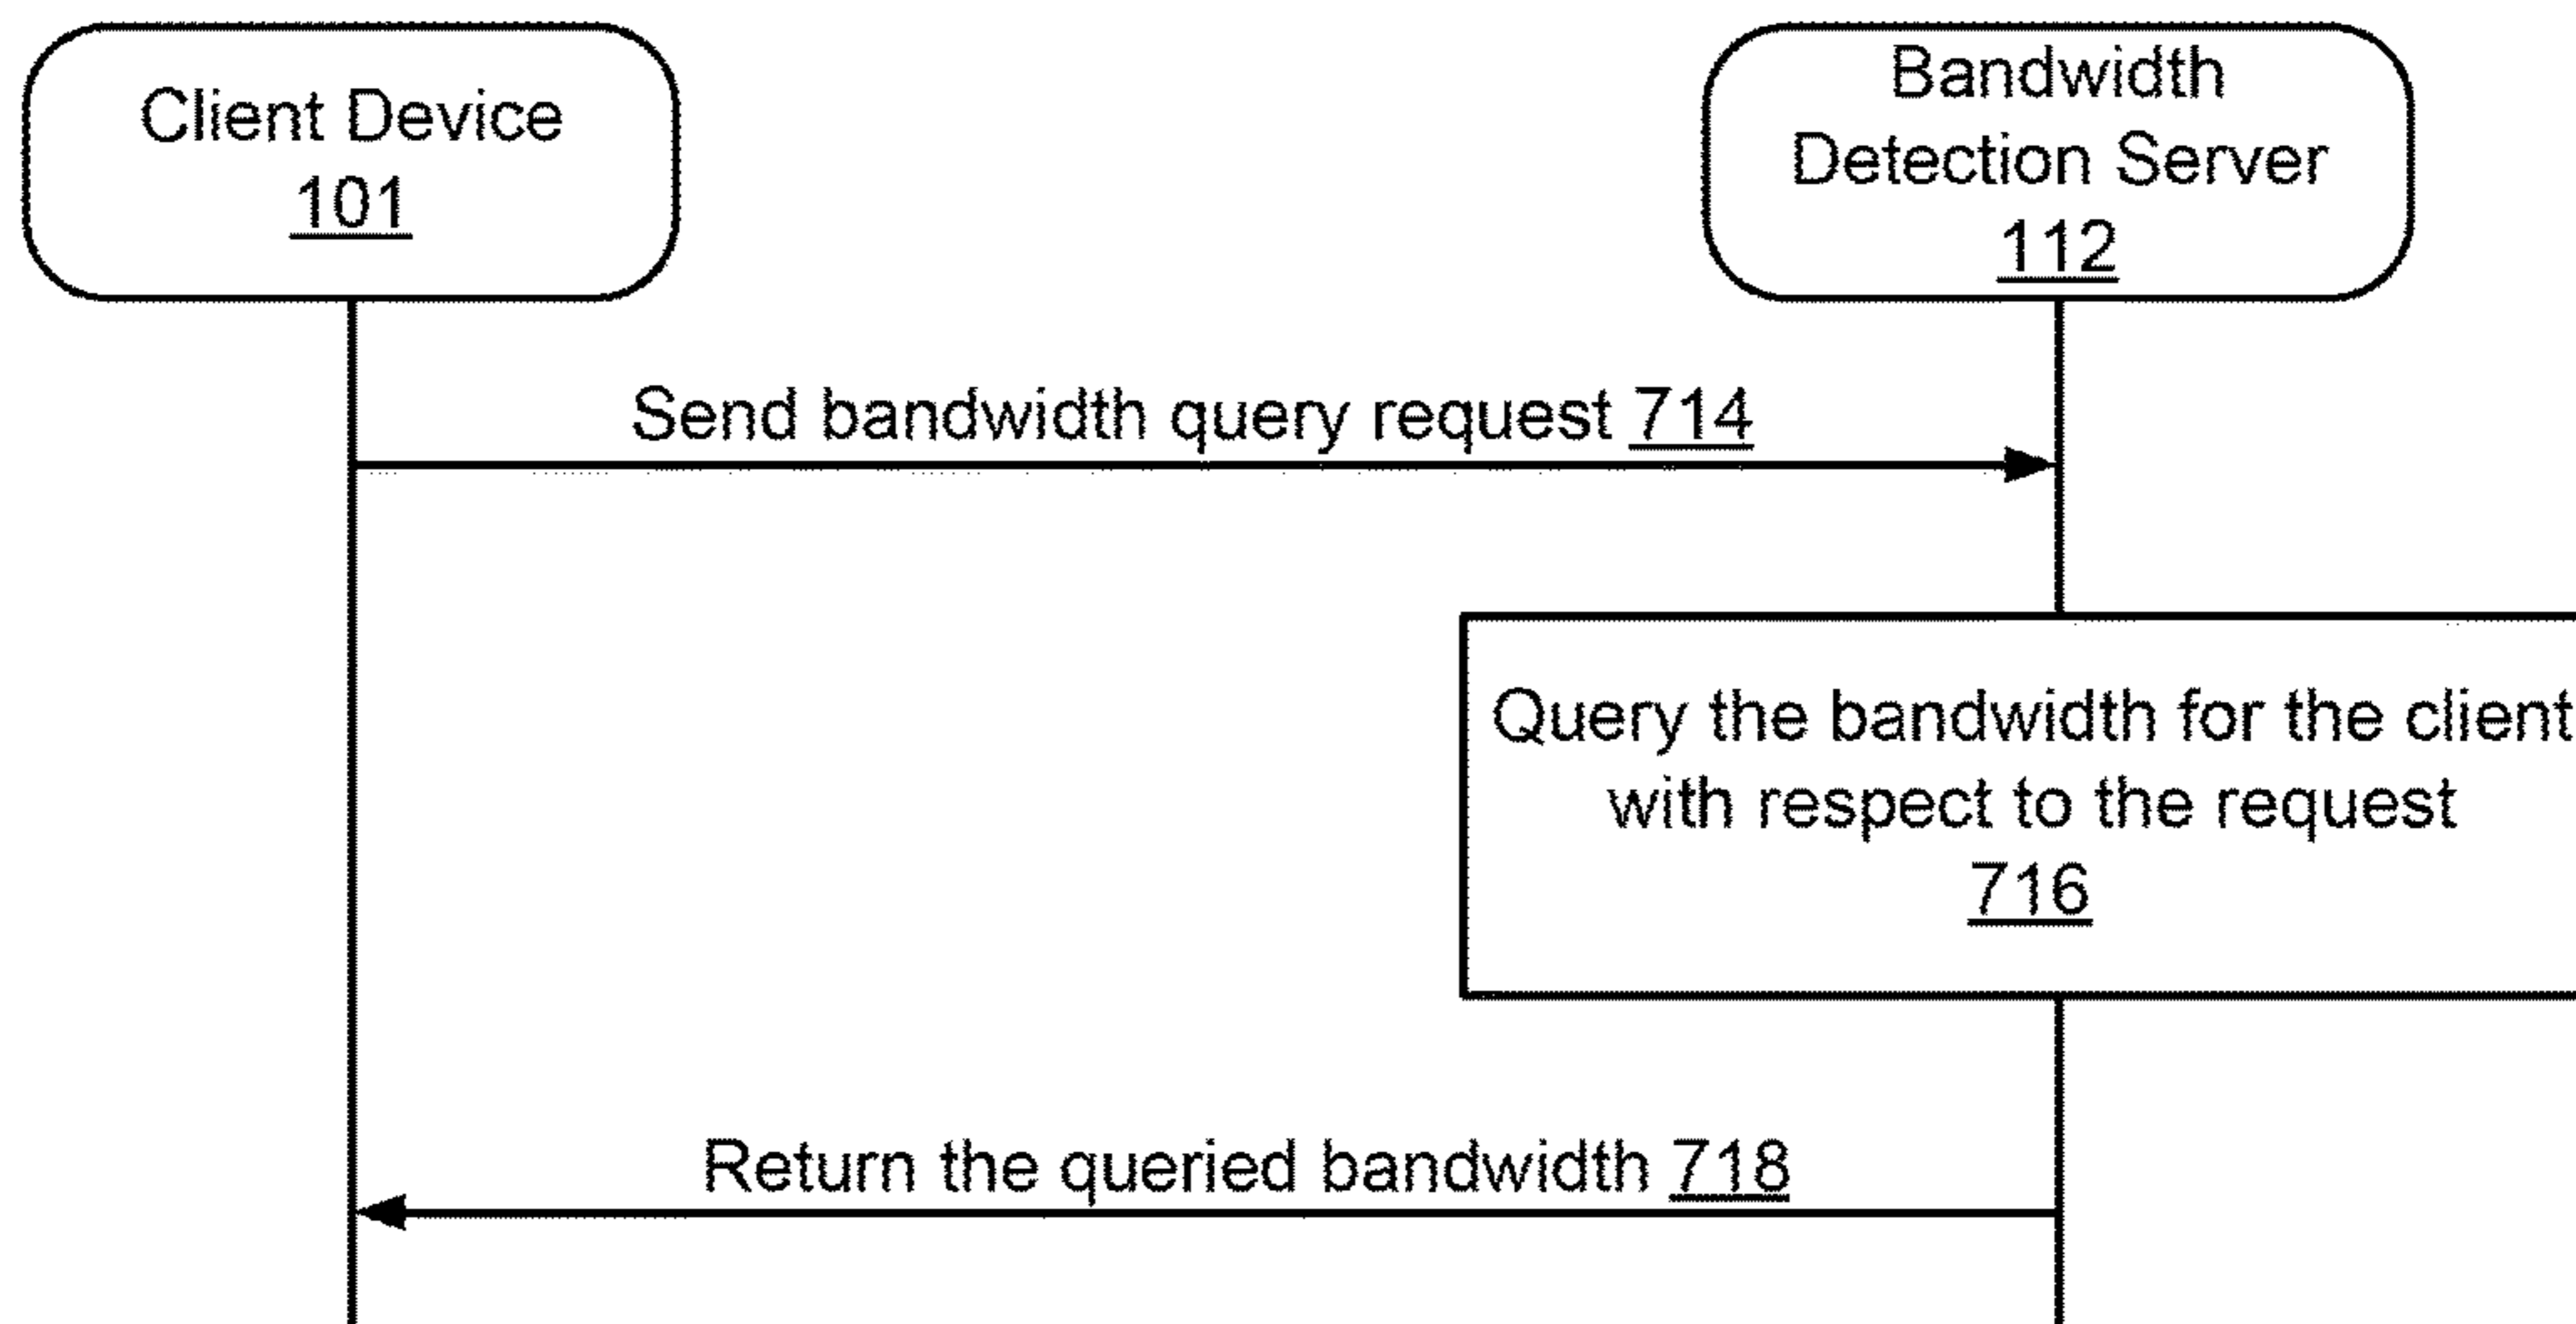 Client Device
101
Bandwidth
Detection Server
112
Send bandwidth query request 714
Query the bandwidth for the client
with respect to the request
716
Return the queried bandwidth 718